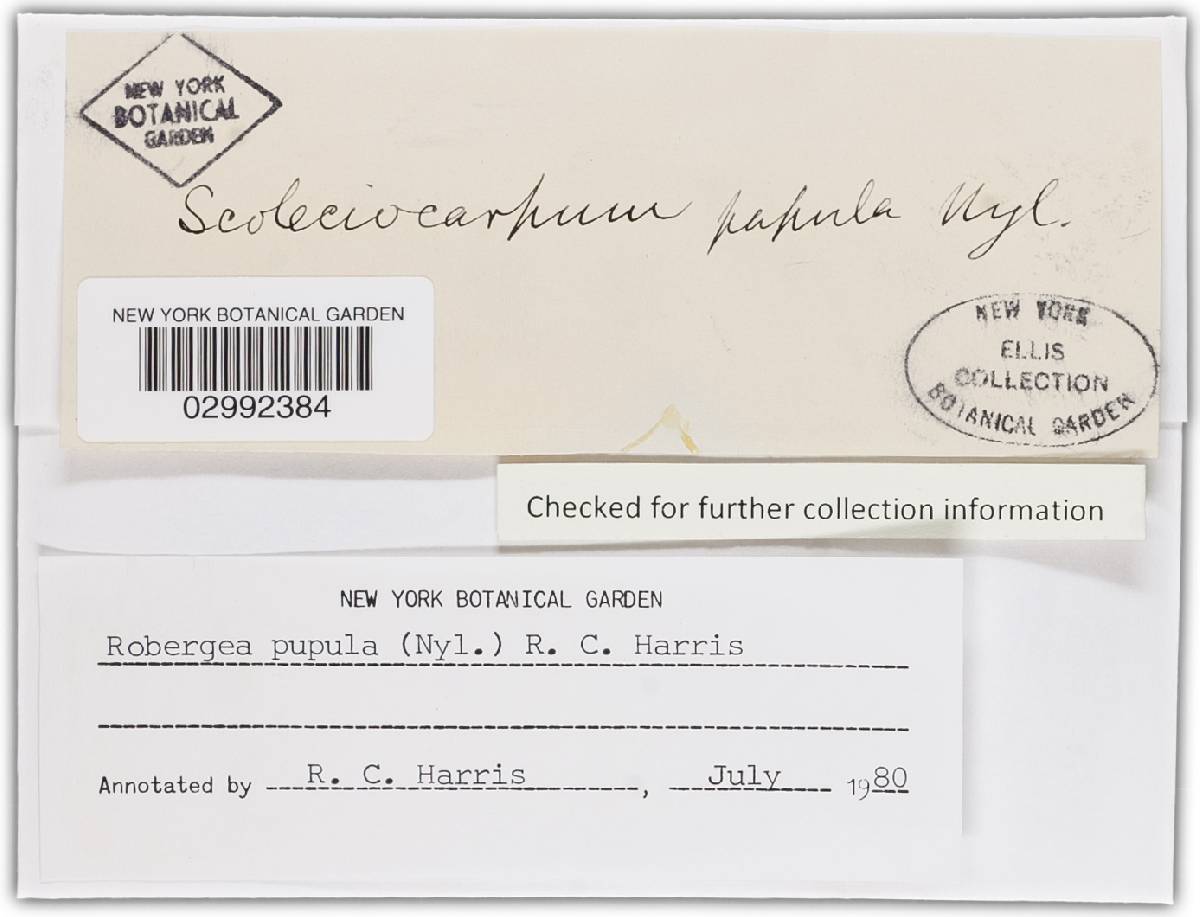 NEW YORK
BOTANICAL
GARDEN
Scoleciocarpum papula Nyl.
NEW YORK BOTANICAL GARDEN
02992384
NEW YORK
ELLIS
COLLECTION
BOTANICAL GARDEN
Checked for further collection information
NEW YORK BOTANICAL GARDEN
Robergea pupula (Nyl.) R. C. Harris
Annotated by R. C. Harris, July 1980